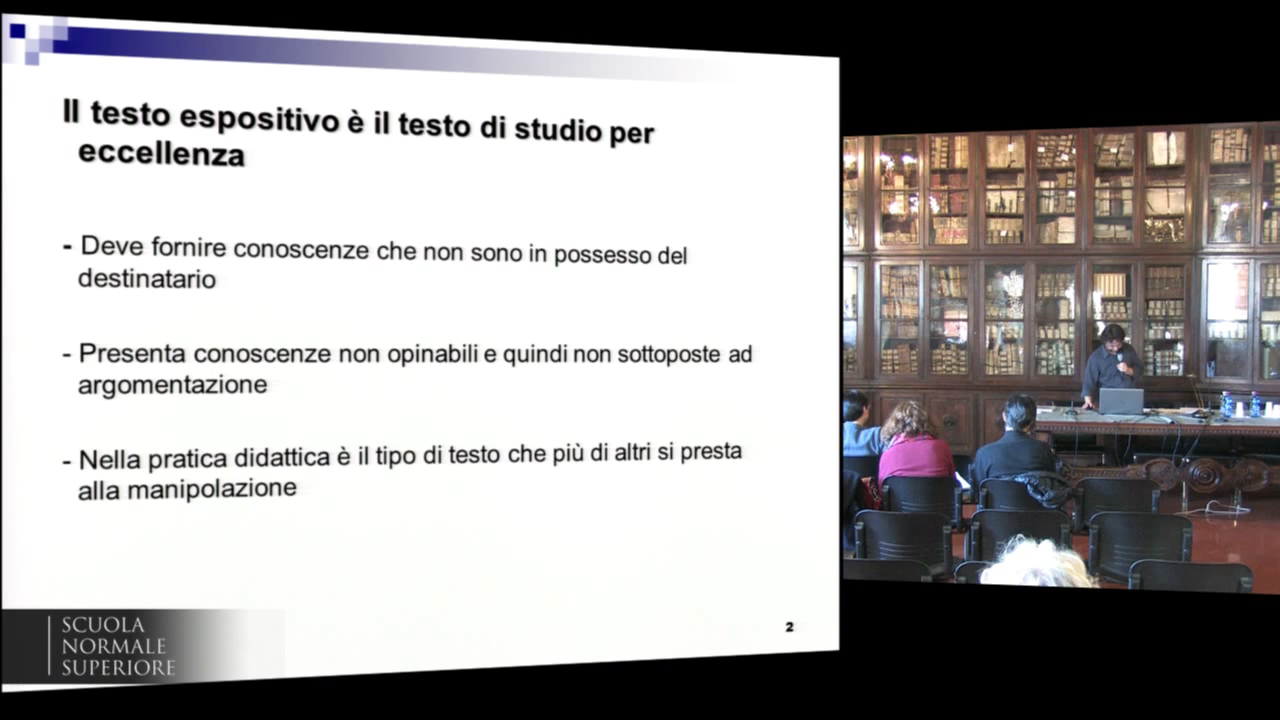 Il testo espositivo è il testo di studio per
eccellenza
- Deve fornire conoscenze che non sono in possesso del
destinatario
- Presenta conoscenze non opinabili e quindi non sottoposte ad
argomentazione
- Nella pratica didattica è il tipo di testo che più di altri si presta
alla manipolazione
2
SCUOLA
NORMALE
SUPERIORE